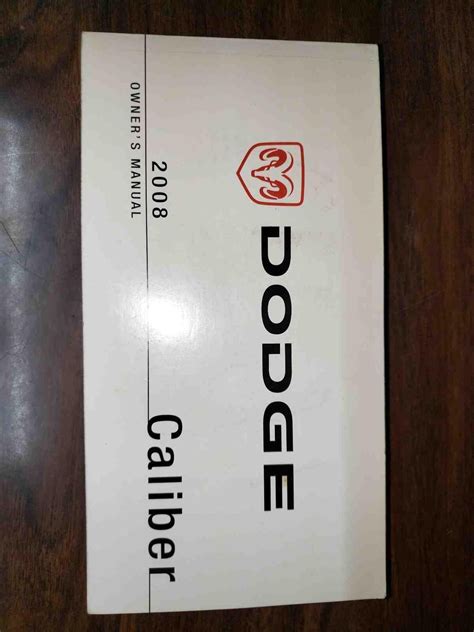 DODGE
2008 Caliber
OWNER'S MANUAL